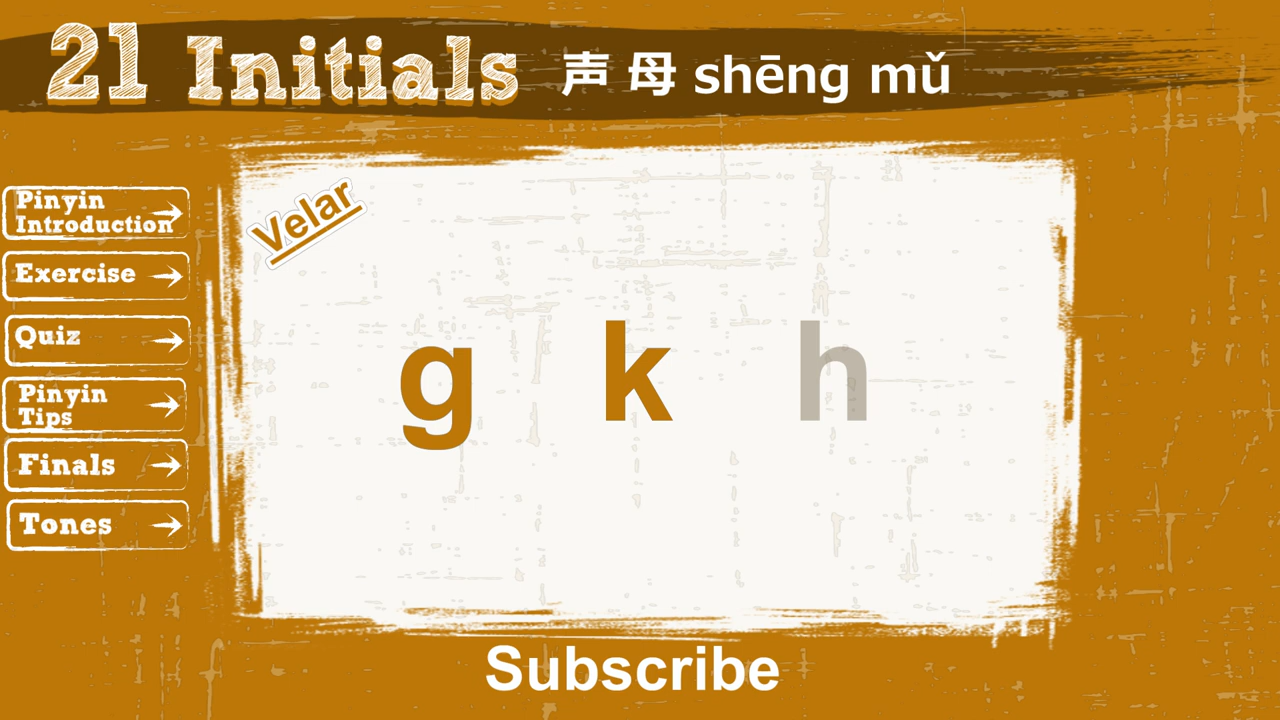 21 Initials 声母 shēng mǔ
Pinyin
Introduction
Exercise
Quiz
Pinyin
Tips
Finals
Tones
Velar
g k h
Subscribe